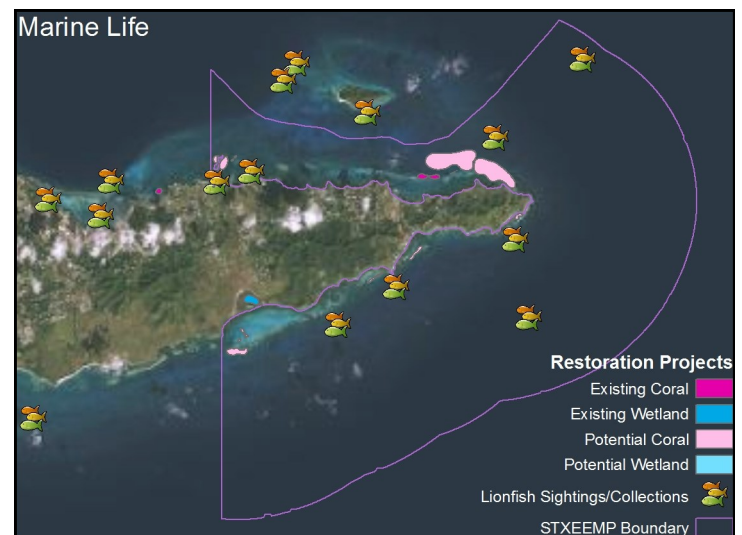 Marine Life
Restoration Projects
Existing Coral
Existing Wetland
Potential Coral
Potential Wetland
Lionfish Sightings/Collections
STXEEMP Boundary